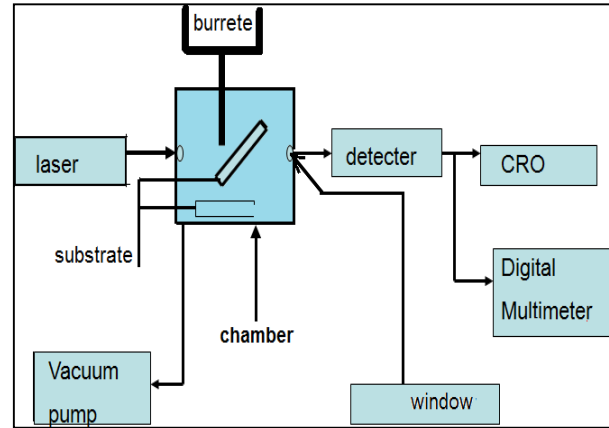 burrete
laser
detecter
CRO
substrate
Digital
Multimeter
chamber
Vacuum
pump
window